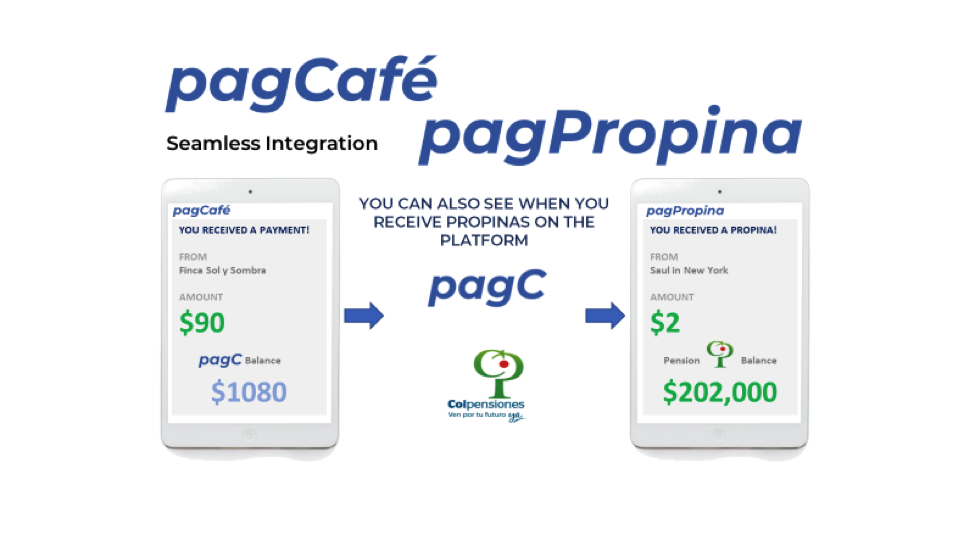 pagCafé
pagPropina
Seamless Integration
pagCafé
YOU RECEIVED A PAYMENT!
FROM
Finca Sol y Sombra
AMOUNT
$90
pagC Balance
$1080
YOU CAN ALSO SEE WHEN YOU
RECEIVE PROPINAS ON THE
PLATFORM
pagC
Colpensiones
Ven por tu futuro ya
pagPropina
YOU RECEIVED A PROPINA!
FROM
Saul in New York
AMOUNT
$2
Pension Balance
$202,000